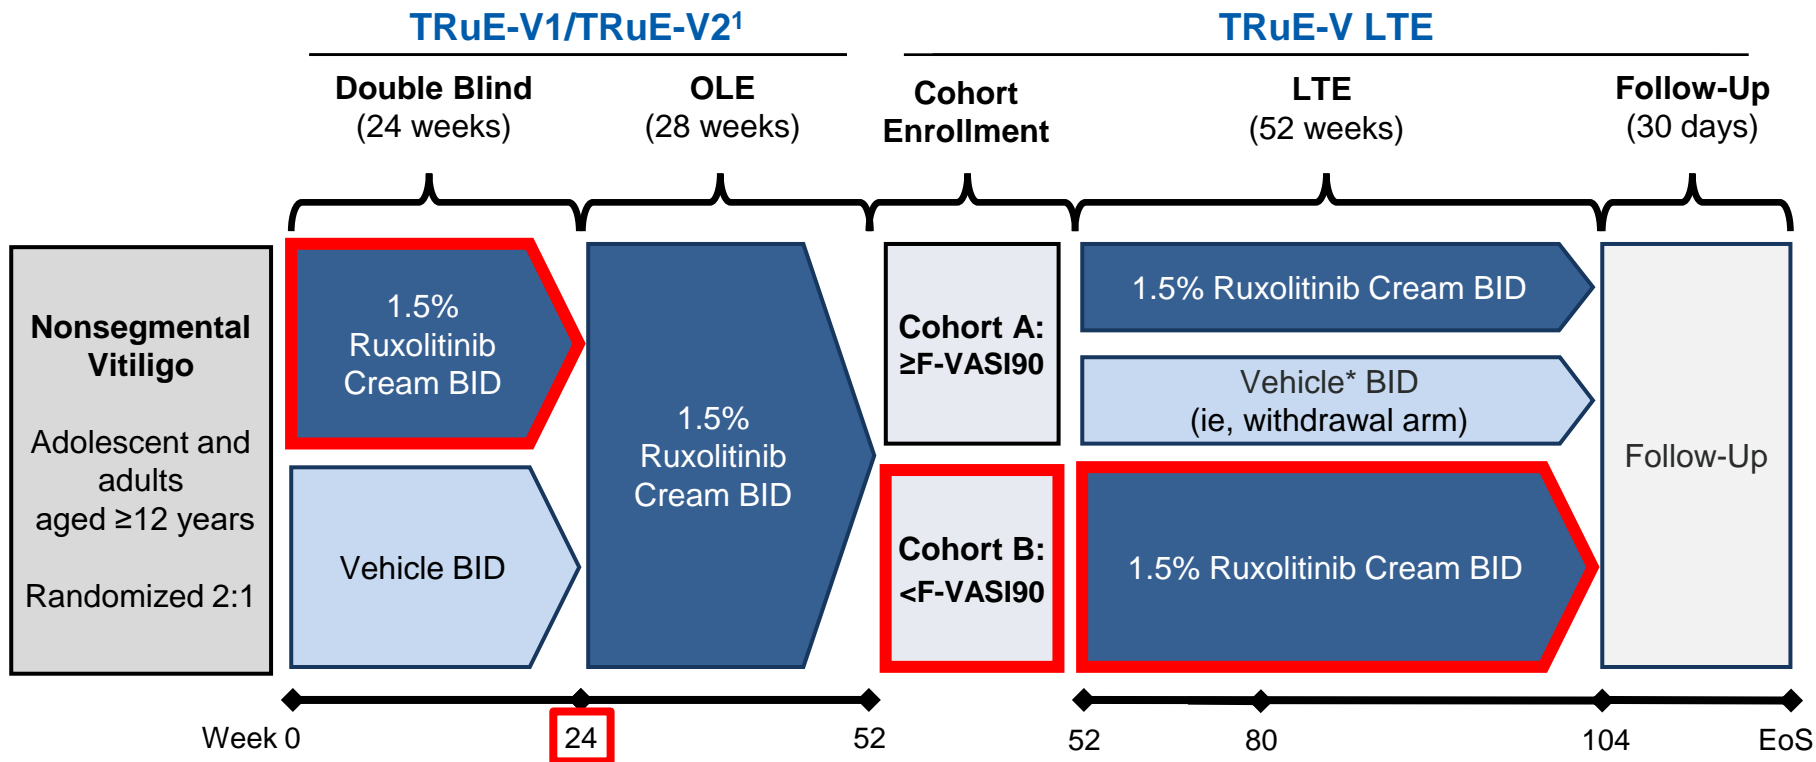 TRuE-V1/TRuE-V2¹
TRuE-V LTE
Double Blind
(24 weeks)
OLE
(28 weeks)
Cohort
Enrollment
LTE
(52 weeks)
Follow-Up
(30 days)
Nonsegmental
Vitiligo
Adolescent and
adults
aged ≥12 years
Randomized 2:1
1.5%
Ruxolitinib
Cream BID
Vehicle BID
1.5%
Ruxolitinib
Cream BID
Cohort A:
≥F-VASI90
Cohort B:
<F-VASI90
1.5% Ruxolitinib Cream BID
Vehicle* BID
(ie, withdrawal arm)
1.5% Ruxolitinib Cream BID
Follow-Up
Week 0
24
52
52
80
104
EoS